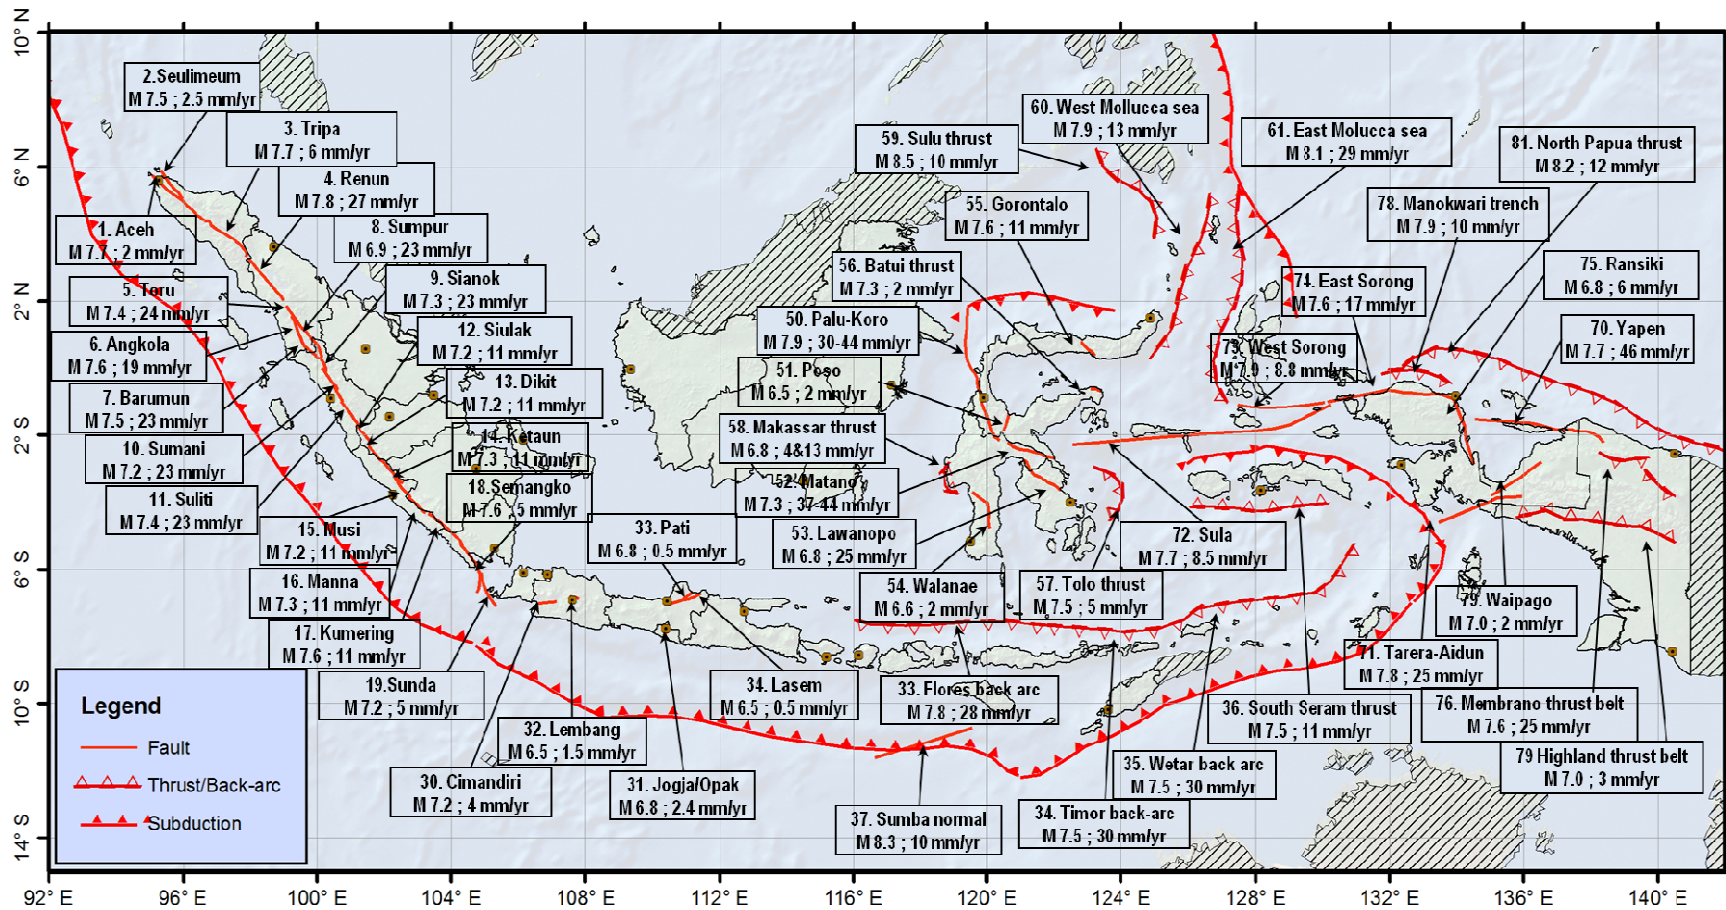 10° N
6° N
2° N
2° S
6° S
10° S
14° S
2.Seulimeum
M 7.5 ; 2.5 mm/yr
3. Tripa
M 7.7 ; 6 mm/yr
4. Renun
M 7.8 ; 27 mm/yr
1. Aceh
M 7.7 ; 2 mm/yr
8. Sumpur
M 6.9 ; 23 mm/yr
5. Toru
M 7.4 ; 24 mm/yr
9. Sianok
M 7.3 ; 23 mm/yr
6. Angkola
M 7.6 ; 19 mm/yr
12. Siulak
M 7.2 ; 11 mm/yr
7. Barumun
M 7.5 ; 23 mm/yr
13. Dikit
M 7.2 ; 11 mm/yr
10. Sumani
M 7.2 ; 23 mm/yr
14. Ketaun
M 7.3 ; 11 mm/yr
11. Suliti
M 7.4 ; 23 mm/yr
18.Semangko
M 7.6 ; 5 mm/yr
15. Musi
M 7.2 ; 11 mm/yr
16. Manna
M 7.3 ; 11 mm/yr
17. Kumering
M 7.6 ; 11 mm/yr
19.Sunda
M 7.2 ; 5 mm/yr
33. Pati
M 6.8 ; 0.5 mm/yr
34. Lasem
M 6.5 ; 0.5 mm/yr
32. Lembang
M 6.5 ; 1.5 mm/yr
30. Cimandiri
M 7.2 ; 4 mm/yr
31. Jogja/Opak
M 6.8 ; 2.4 mm/yr
59. Sulu thrust
M 8.5 ; 10 mm/yr
60. West Mollucca sea
M 7.9 ; 13 mm/yr
61. East Molucca sea
M 8.1 ; 29 mm/yr
81. North Papua thrust
M 8.2 ; 12 mm/yr
55. Gorontalo
M 7.6 ; 11 mm/yr
78. Manokwari trench
M 7.9 ; 10 mm/yr
56. Batui thrust
M 7.3 ; 2 mm/yr
74. East Sorong
M 7.6 ; 17 mm/yr
75. Ransiki
M 6.8 ; 6 mm/yr
50. Palu-Koro
M 7.9 ; 30-44 mm/yr
73. West Sorong
M 7.9 ; 8.8 mm/yr
70. Yapen
M 7.7 ; 46 mm/yr
51. Poso
M 6.5 ; 2 mm/yr
58. Makassar thrust
M 6.8 ; 4&13 mm/yr
52. Matano
M 7.3 ; 37-44 mm/yr
53. Lawanopo
M 6.8 ; 25 mm/yr
72. Sula
M 7.7 ; 8.5 mm/yr
54. Walanae
M 6.6 ; 2 mm/yr
57. Tolo thrust
M 7.5 ; 5 mm/yr
79. Waipago
M 7.0 ; 2 mm/yr
71. Tarera-Aidun
M 7.8 ; 25 mm/yr
33. Flores back arc
M 7.8 ; 28 mm/yr
36. South Seram thrust
M 7.5 ; 11 mm/yr
76. Membrano thrust belt
M 7.6 ; 25 mm/yr
35. Wetar back arc
M 7.5 ; 30 mm/yr
79 Highland thrust belt
M 7.0 ; 3 mm/yr
37. Sumba normal
M 8.3 ; 10 mm/yr
34. Timor back-arc
M 7.5 ; 30 mm/yr
Legend
Fault
Thrust/Back-arc
Subduction
92° E
96° E
100° E
104° E
108° E
112° E
116° E
120° E
124° E
128° E
132° E
136° E
140° E